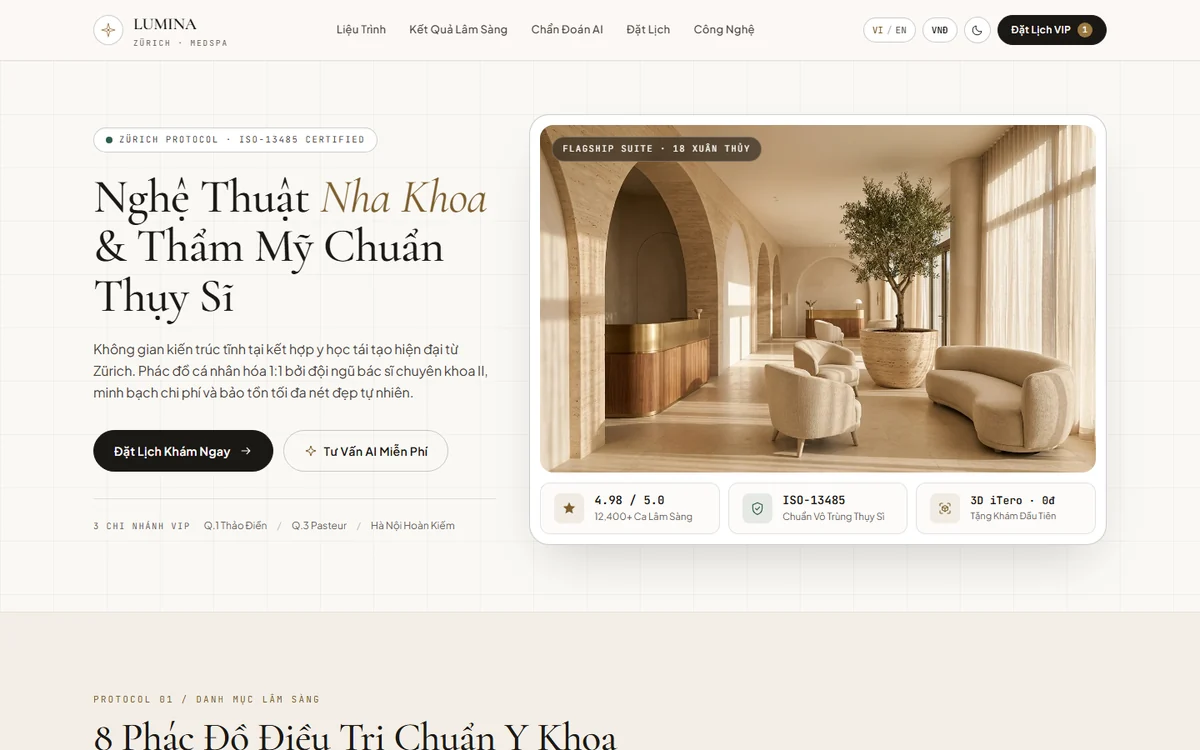 LUMINA
ZÜRICH · MEDSPA
Liệu Trình
Kết Quả Lâm Sàng
Chẩn Đoán AI
Đặt Lịch
Công Nghệ
VI / EN
VNĐ
Đặt Lịch VIP 1
ZÜRICH PROTOCOL · ISO-13485 CERTIFIED
Nghệ Thuật Nha Khoa
& Thẩm Mỹ Chuẩn
Thụy Sĩ
Không gian kiến trúc tĩnh tại kết hợp y học tái tạo hiện đại từ
Zürich. Phác đồ cá nhân hóa 1:1 bởi đội ngũ bác sĩ chuyên khoa II,
minh bạch chi phí và bảo tồn tối đa nét đẹp tự nhiên.
Đặt Lịch Khám Ngay →
Tư Vấn AI Miễn Phí
3 CHI NHÁNH VIP Q.1 Thảo Điền / Q.3 Pasteur / Hà Nội Hoàn Kiếm
FLAGSHIP SUITE · 18 XUÂN THỦY
4.98 / 5.0
12,400+ Ca Lâm Sàng
ISO-13485
Chuẩn Vô Trùng Thụy Sĩ
3D iTero · 0đ
Tặng Khám Đầu Tiên
PROTOCOL 01 / DANH MỤC LÂM SÀNG
8 Phác Đồ Điều Trị Chuẩn Y Khoa